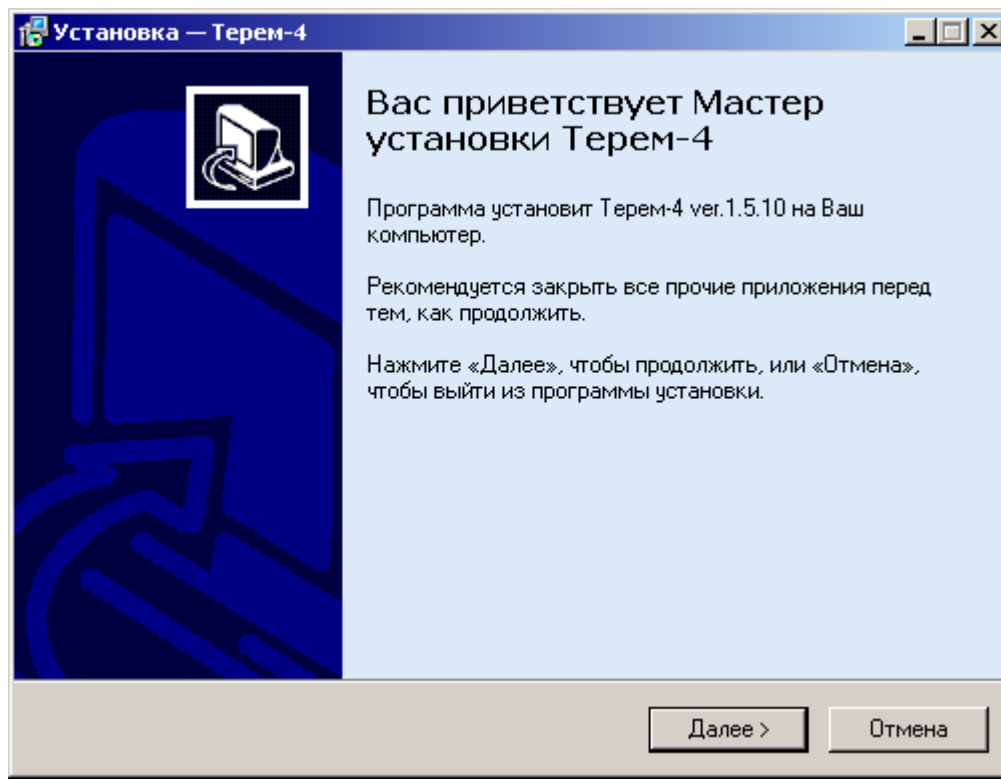 Установка — Терем-4
Вас приветствует Мастер
установки Терем-4
Программа установит Терем-4 ver.1.5.10 на Ваш
компьютер.
Рекомендуется закрыть все прочие приложения перед
тем, как продолжить.
Нажмите «Далее», чтобы продолжить, или «Отмена»,
чтобы выйти из программы установки.
Далее >
Отмена